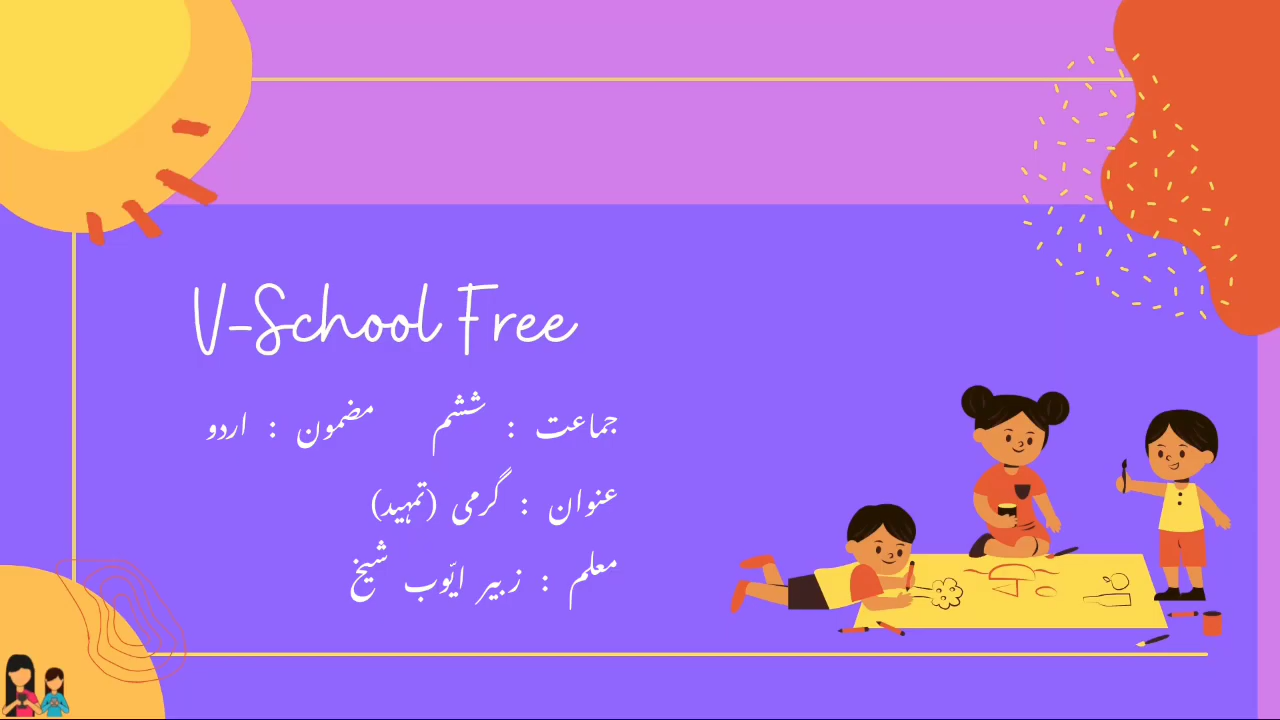 V-School Free
جماعت : ششم مضمون : اردو
عنوان : گرمی (تمہید)
معلم : زبیر ایّوب شیخ